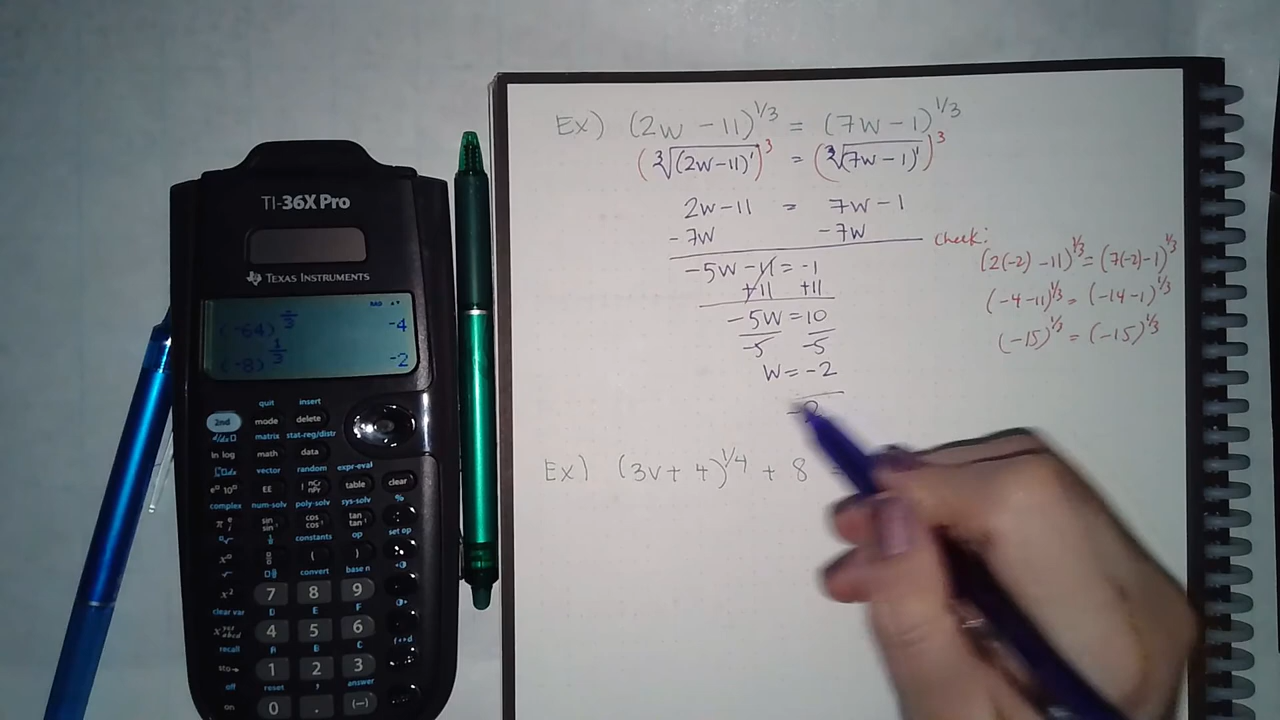 TI-36X Pro
TEXAS INSTRUMENTS
(-64)^1/3 -4
(-8)^1/3 -2
quit insert
2nd mode delete
matrix stat-reg/distr
ln log math data
vector random expr-eval
EE table clear
complex num-solv poly-solv sys-solv %
sin cos tan
constants op set op
( )
convert base n
7 8 9
clear var D E F
4 5 6
recall A B C
sto→ 1 2 3
off reset , answer
on 0 . (−)
Ex) (2w - 11)^1/3 = (7w - 1)^1/3
(∛(2w-11)¹)³ = (∛(7w-1)¹)³
2w-11 = 7w-1
-7w -7w
-5w -11 = -1
+11 +11
-5w = 10
-5 -5
w = -2
check:
(2(-2) -11)^1/3 = (7(-2)-1)^1/3
(-4-11)^1/3 = (-14-1)^1/3
(-15)^1/3 = (-15)^1/3
Ex) (3v + 4)^1/4 + 8